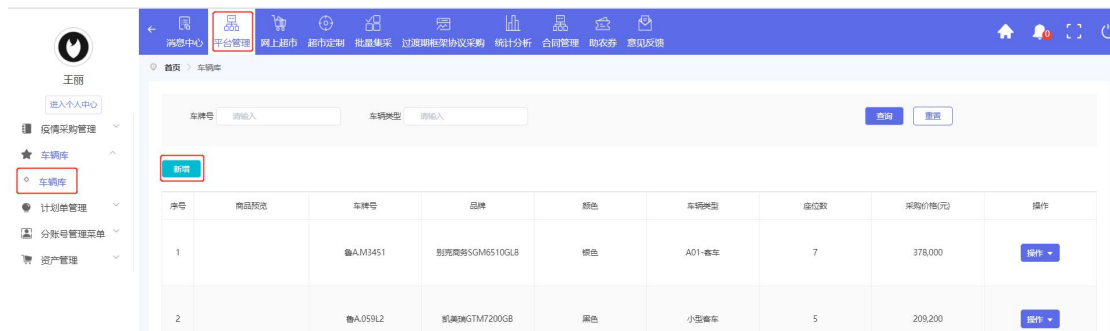 消息中心 平台管理 网上超市 超市定制 批量集采 过渡期框架协议采购 统计分析 合同管理 助农券 意见反馈
0
王丽
进入个人中心
疫情采购管理
车辆库
车辆库
计划单管理
分账号管理菜单
资产管理
首页 > 车辆库
车牌号 请输入 车辆类型 请输入 查询 重置
新增
序号 商品预览 车牌号 品牌 颜色 车辆类型 座位数 采购价格(元) 操作
1 鲁A.M3451 别克商务SGM6510GL8 银色 A01-客车 7 378,000 操作
2 鲁A.059L2 凯美瑞GTM7200GB 黑色 小型客车 5 209,200 操作